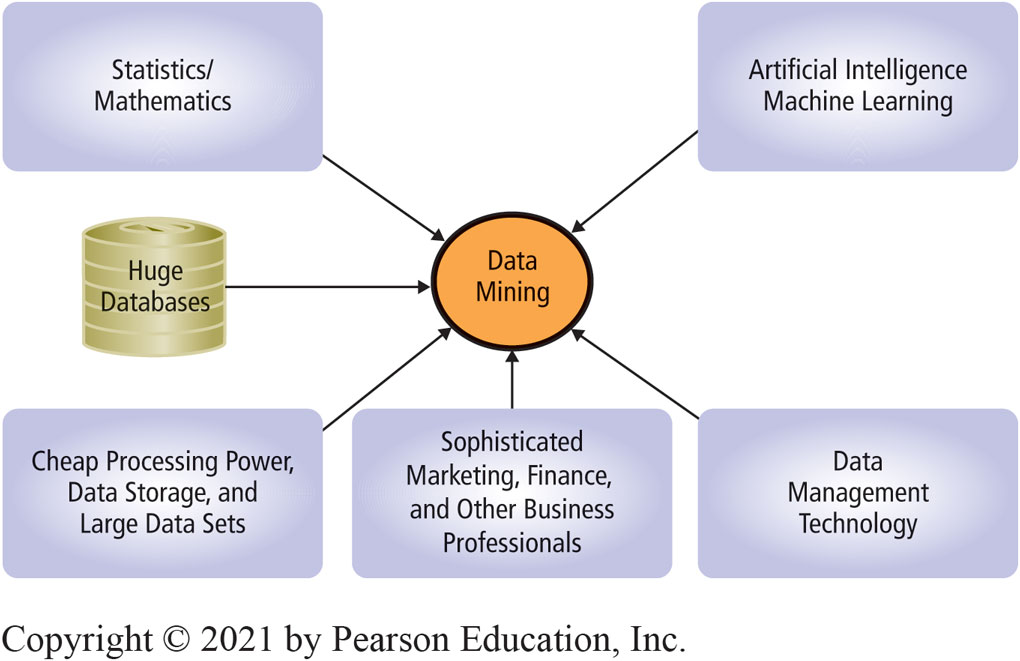 Statistics/
Mathematics
Artificial Intelligence
Machine Learning
Huge
Databases
Data
Mining
Cheap Processing Power,
Data Storage, and
Large Data Sets
Sophisticated
Marketing, Finance,
and Other Business
Professionals
Data
Management
Technology
Copyright © 2021 by Pearson Education, Inc.